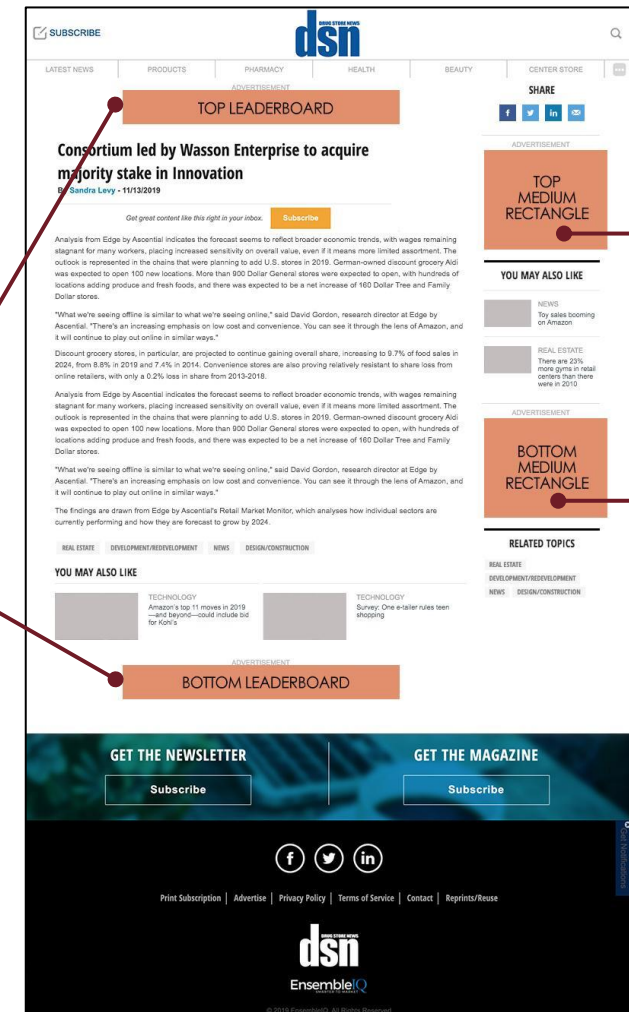 SUBSCRIBE
DRUG STORE NEWS
dsn
LATEST NEWS
PRODUCTS
PHARMACY
HEALTH
BEAUTY
CENTER STORE
ADVERTISEMENT
TOP LEADERBOARD
Consortium led by Wasson Enterprise to acquire
majority stake in Innovation
By Sandra Levy - 11/13/2019
Get great content like this right in your inbox.
Subscribe
Analysis from Edge by Ascential indicates the forecast seems to reflect broader economic trends, with wages remaining
stagnant for many workers, placing increased sensitivity on overall value, even if it means more limited assortment. The
outlook is represented in the chains that were planning to add U.S. stores in 2019. German-owned discount grocery Aldi
was expected to open 100 new locations. More than 900 Dollar General stores were expected to open, with hundreds of
locations adding produce and fresh foods, and there was expected to be a net increase of 160 Dollar Tree and Family
Dollar stores.
"What we're seeing offline is similar to what we're seeing online," said David Gordon, research director at Edge by
Ascential. "There's an increasing emphasis on low cost and convenience. You can see it through the lens of Amazon, and
it will continue to play out online in similar ways."
Discount grocery stores, in particular, are projected to continue gaining overall share, increasing to 9.7% of food sales in
2024, from 8.8% in 2019 and 7.4% in 2014. Convenience stores are also proving relatively resistant to share loss from
online retailers, with only a 0.2% loss in share from 2013-2018.
Analysis from Edge by Ascential indicates the forecast seems to reflect broader economic trends, with wages remaining
stagnant for many workers, placing increased sensitivity on overall value, even if it means more limited assortment. The
outlook is represented in the chains that were planning to add U.S. stores in 2019. German-owned discount grocery Aldi
was expected to open 100 new locations. More than 900 Dollar General stores were expected to open, with hundreds of
locations adding produce and fresh foods, and there was expected to be a net increase of 160 Dollar Tree and Family
Dollar stores.
"What we're seeing offline is similar to what we're seeing online," said David Gordon, research director at Edge by
Ascential. "There's an increasing emphasis on low cost and convenience. You can see it through the lens of Amazon, and
it will continue to play out online in similar ways."
The findings are drawn from Edge by Ascential's Retail Market Monitor, which analyses how individual sectors are
currently performing and how they are forecast to grow by 2024.
REAL ESTATE
DEVELOPMENT/REDEVELOPMENT
NEWS
DESIGN/CONSTRUCTION
YOU MAY ALSO LIKE
TECHNOLOGY
Amazon's top 11 moves in 2019
—and beyond—could include bid
for Kohl's
TECHNOLOGY
Survey: One e-tailer rules teen
shopping
ADVERTISEMENT
BOTTOM LEADERBOARD
SHARE
f
in
ADVERTISEMENT
TOP
MEDIUM
RECTANGLE
YOU MAY ALSO LIKE
NEWS
Toy sales booming
on Amazon
REAL ESTATE
There are 23%
more gyms in retail
centers than there
were in 2010
ADVERTISEMENT
BOTTOM
MEDIUM
RECTANGLE
RELATED TOPICS
REAL ESTATE
DEVELOPMENT/REDEVELOPMENT
NEWS DESIGN/CONSTRUCTION
GET THE NEWSLETTER
Subscribe
GET THE MAGAZINE
Subscribe
Get Notifications
f
in
Print Subscription | Advertise | Privacy Policy | Terms of Service | Contact | Reprints/Reuse
DRUG STORE NEWS
dsn
EnsembleIQ
© 2019 EnsembleIQ, All Rights Reserved